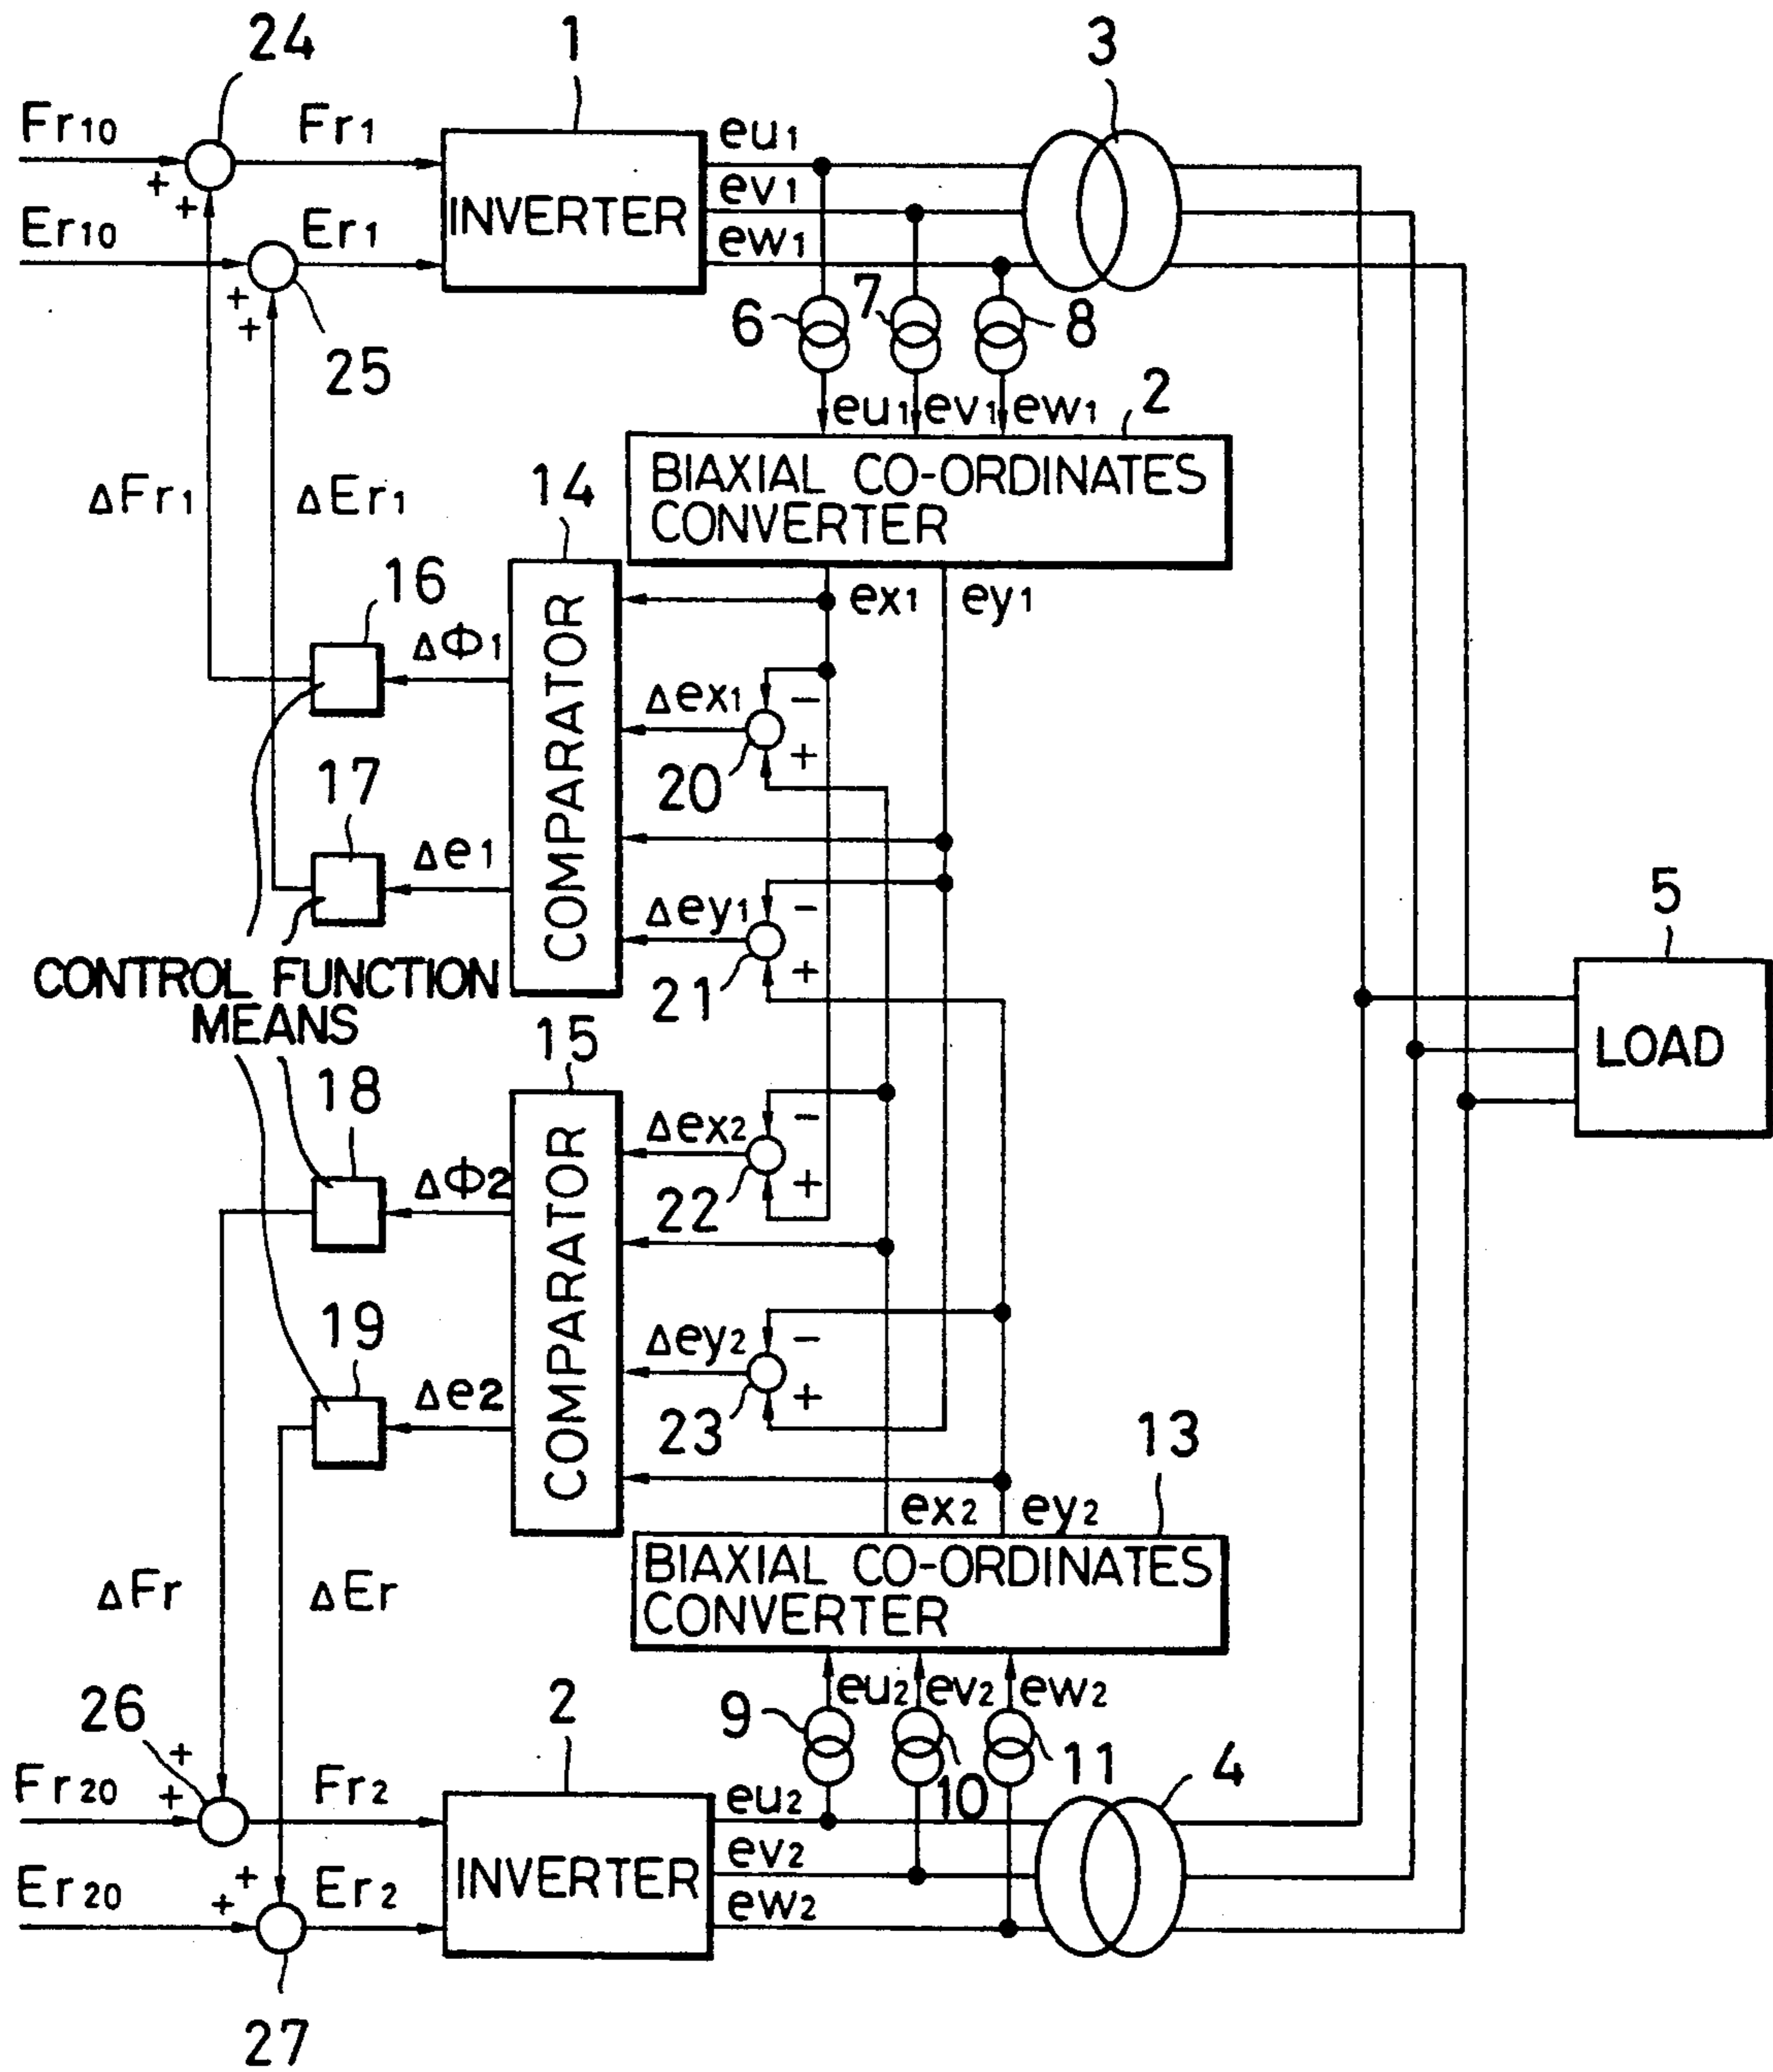 24
1
3
Fr10
Fr1
eu1
INVERTER
ev1
ew1
+
+
Er10
Er1
+
+
25
6
7
8
eu1
ev1
ew1
2
BIAXIAL CO-ORDINATES
CONVERTER
ΔFr1
ΔEr1
14
16
ΔΦ1
COMPARATOR
ex1
ey1
Δex1
-
+
20
17
Δe1
Δey1
-
+
21
CONTROL FUNCTION
MEANS
5
LOAD
15
18
ΔΦ2
COMPARATOR
Δex2
-
+
22
19
Δe2
Δey2
-
+
23
13
ex2
ey2
BIAXIAL CO-ORDINATES
CONVERTER
ΔFr
ΔEr
eu2
ev2
ew2
9
10
11
4
26
+
+
2
Fr20
Fr2
eu2
INVERTER
ev2
ew2
Er20
+
+
Er2
27